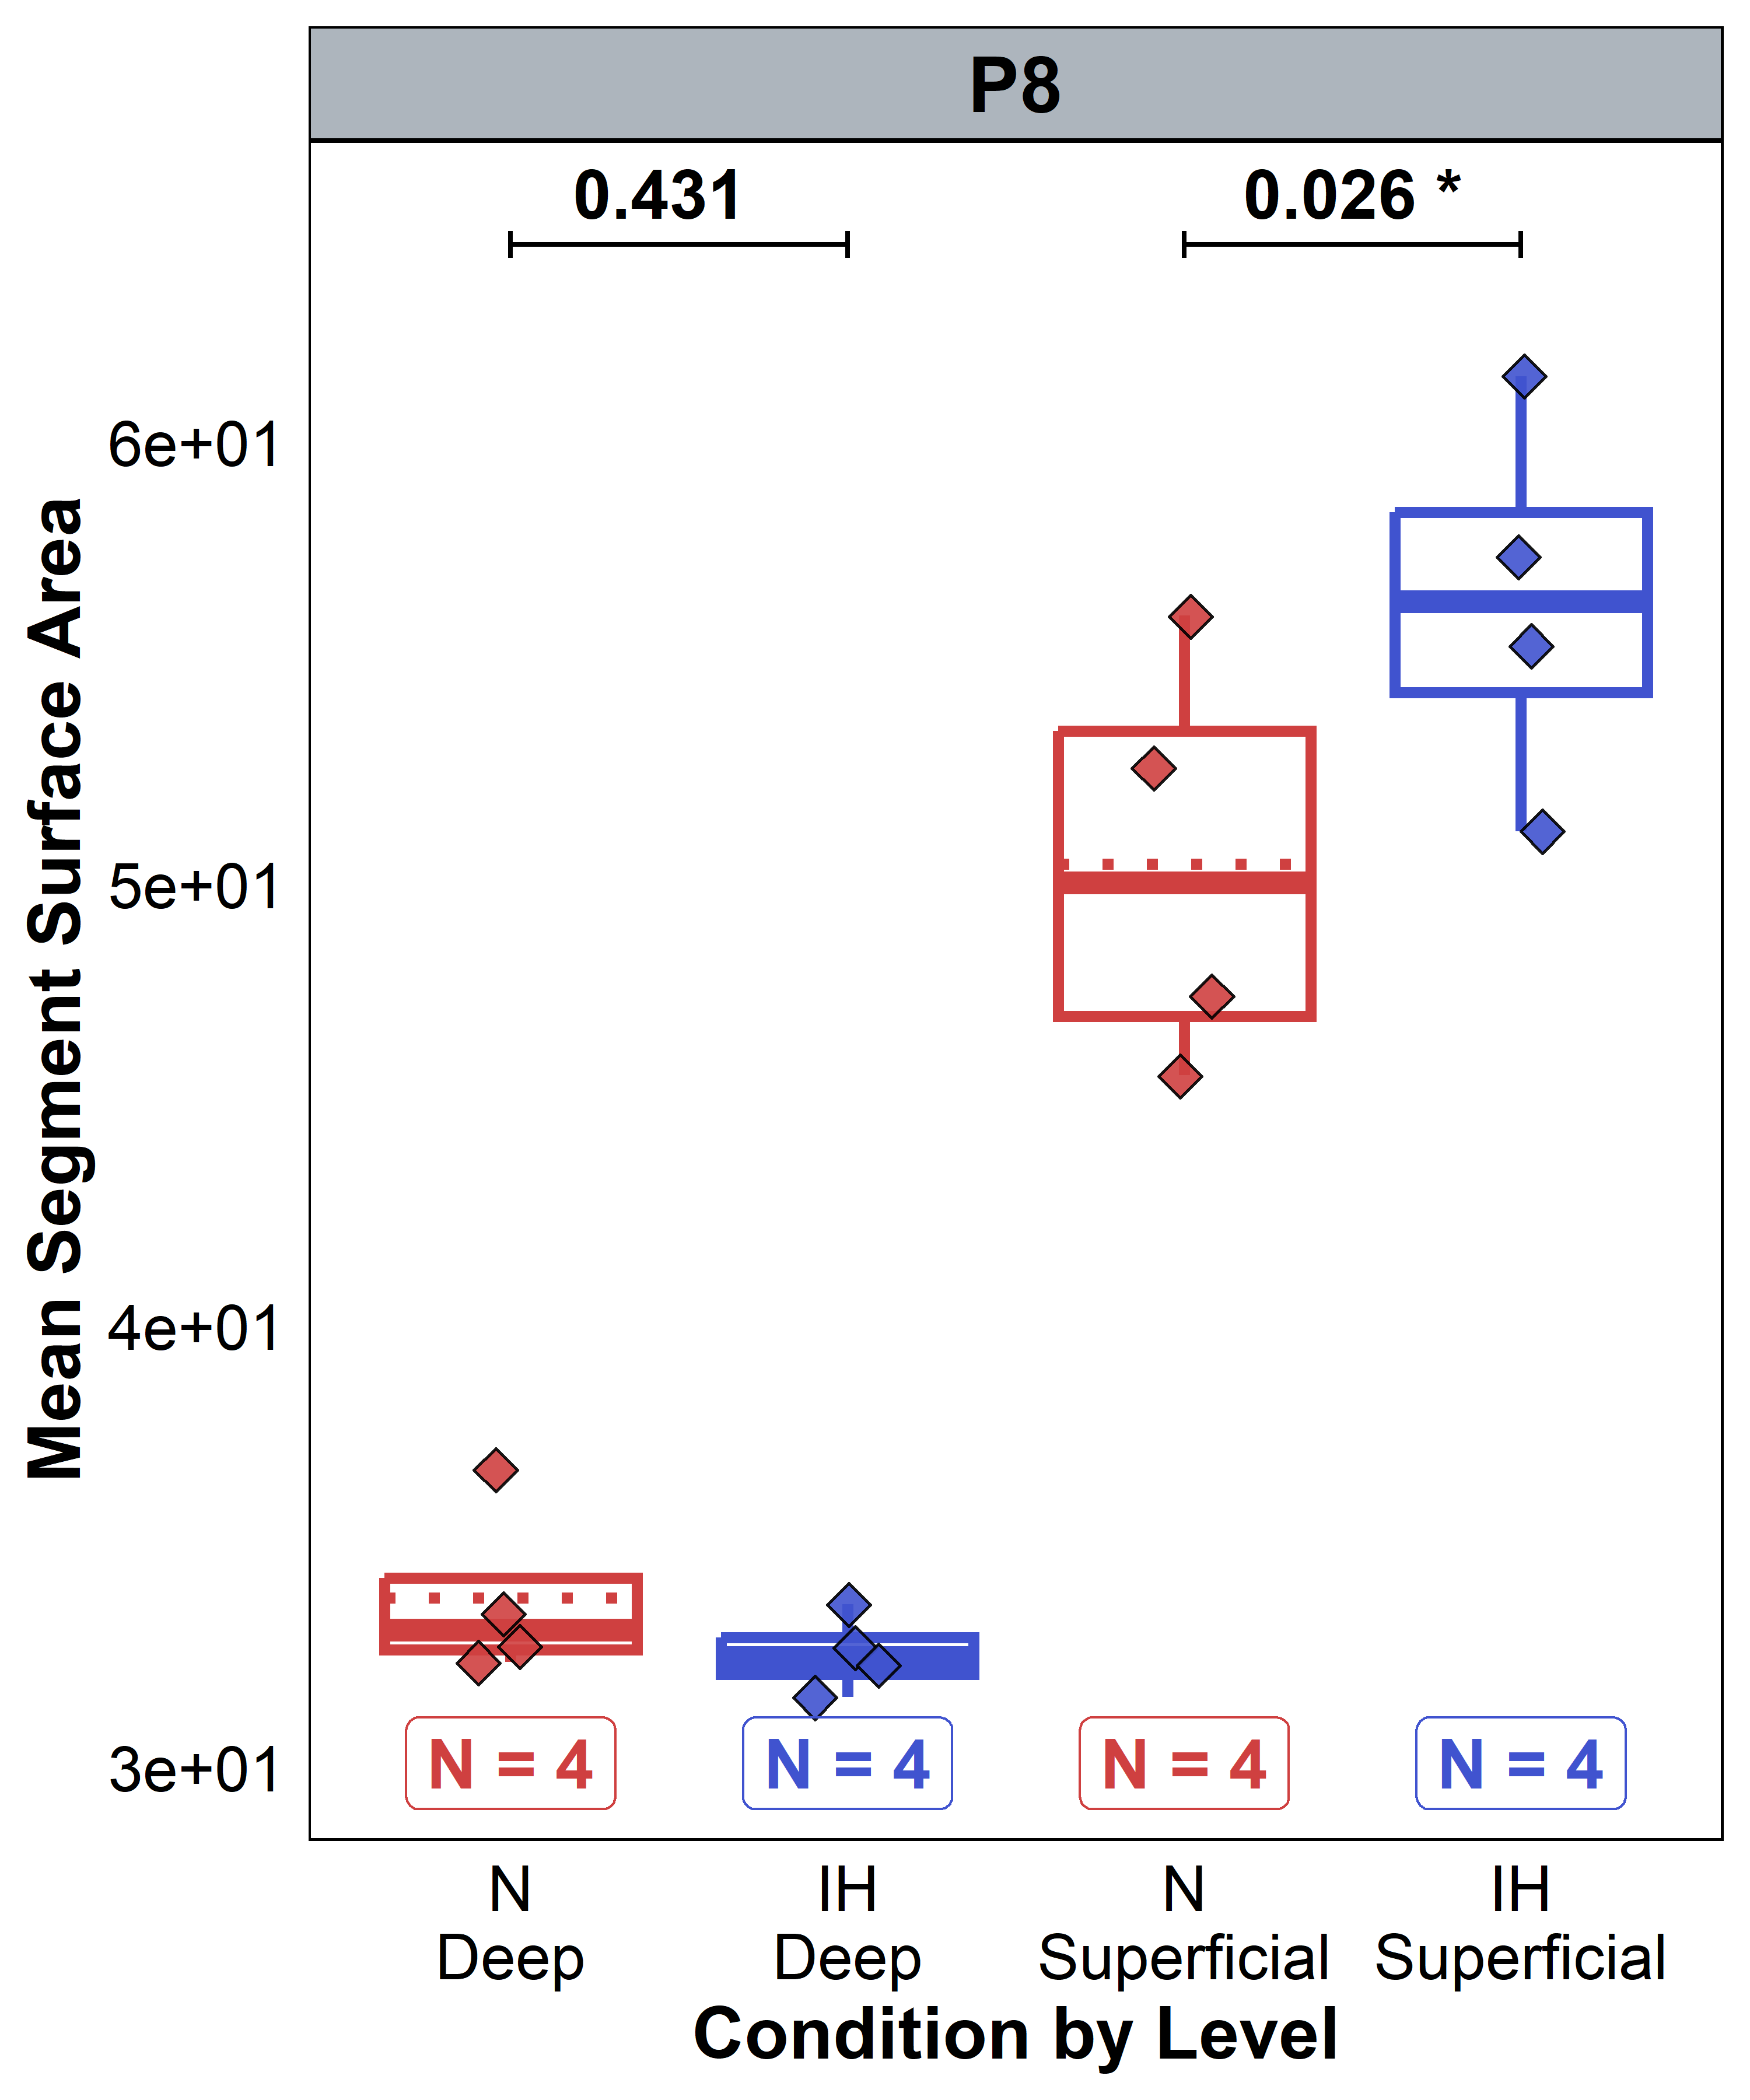 P8
0.431
0.026 *
Mean Segment Surface Area
6e+01
5e+01
4e+01
3e+01
N = 4
N = 4
N = 4
N = 4
N
Deep
IH
Deep
N
Superficial
IH
Superficial
Condition by Level